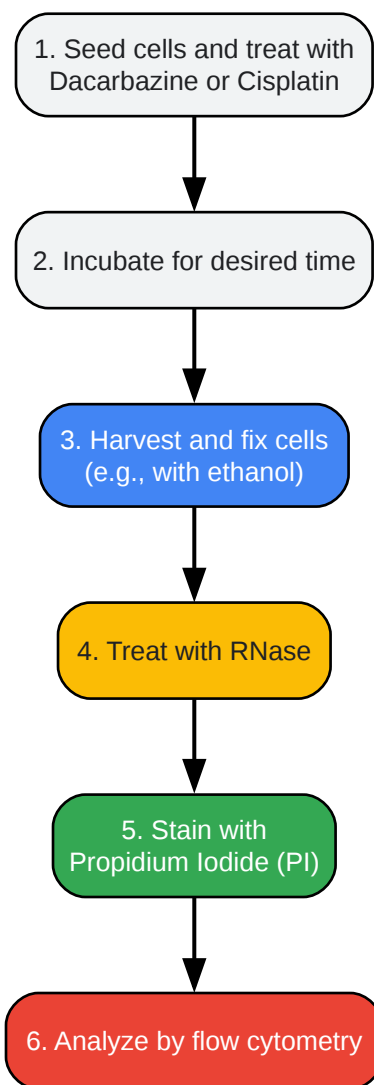 1. Seed cells and treat with
Dacarbazine or Cisplatin
2. Incubate for desired time
3. Harvest and fix cells
(e.g., with ethanol)
4. Treat with RNase
5. Stain with
Propidium Iodide (PI)
6. Analyze by flow cytometry